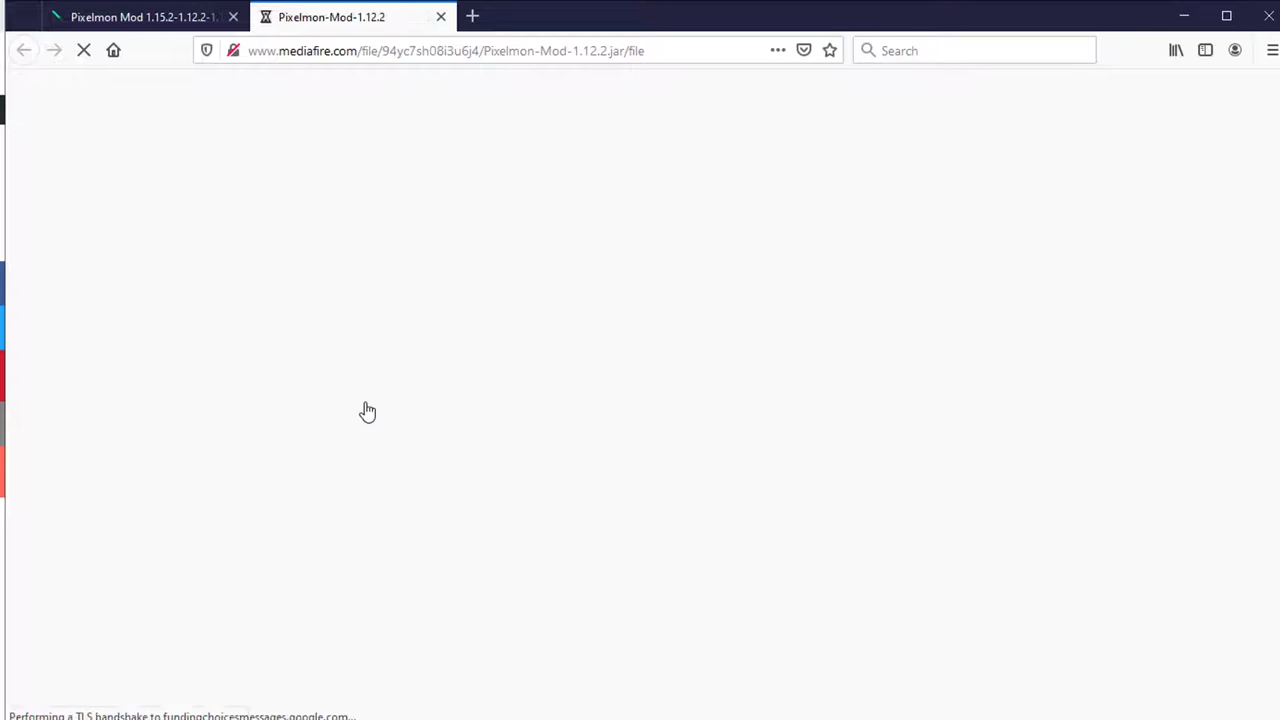 Pixelmon Mod 1.15.2-1.12.2-1.
Pixelmon-Mod-1.12.2
www.mediafire.com/file/94yc7sh08i3u6j4/Pixelmon-Mod-1.12.2.jar/file
Search
Performing a TLS handshake to fundingchoicesmessages.google.com...